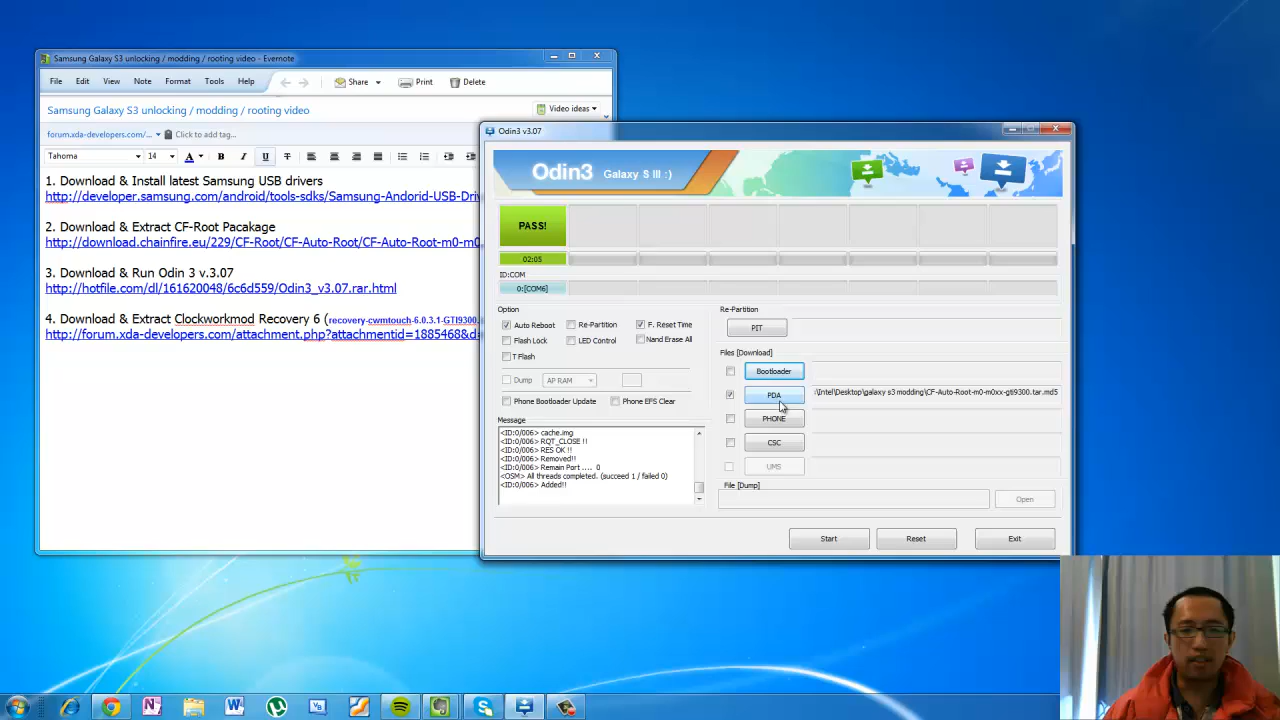 Samsung Galaxy S3 unlocking / modding / rooting video - Evernote
File Edit View Note Format Tools Help Share Print Delete
Samsung Galaxy S3 unlocking / modding / rooting video Video ideas
forum.xda-developers.com/... Click to add tag...
Tahoma 14 A B I U T
1. Download & Install latest Samsung USB drivers
http://developer.samsung.com/android/tools-sdks/Samsung-Andorid-USB-Driv
2. Download & Extract CF-Root Pacakage
http://download.chainfire.eu/229/CF-Root/CF-Auto-Root/CF-Auto-Root-m0-m0
3. Download & Run Odin 3 v.3.07
http://hotfile.com/dl/161620048/6c6d559/Odin3_v3.07.rar.html
4. Download & Extract Clockworkmod Recovery 6 (recovery-cwmtouch-6.0.3.1-GTI9300.
http://forum.xda-developers.com/attachment.php?attachmentid=1885468&d=
Odin3 v3.07
Odin3 Galaxy S III :)
PASS!
02:05
ID:COM
0:[COM6]
Option
Auto Reboot Re-Partition F. Reset Time
Flash Lock LED Control Nand Erase All
T Flash
Dump AP RAM
Phone Bootloader Update Phone EFS Clear
Message
<ID:0/006> cache.img
<ID:0/006> RQT_CLOSE !!
<ID:0/006> RES OK !!
<ID:0/006> Removed!!
<ID:0/006> Remain Port .... 0
<OSM> All threads completed. (succeed 1 / failed 0)
<ID:0/006> Added!!
Re-Partition
PIT
Files [Download]
Bootloader
PDA :/Intel\Desktop\galaxy s3 modding\CF-Auto-Root-m0-m0xx-gti9300.tar.md5
PHONE
CSC
UMS
File [Dump]
Open
Start Reset Exit